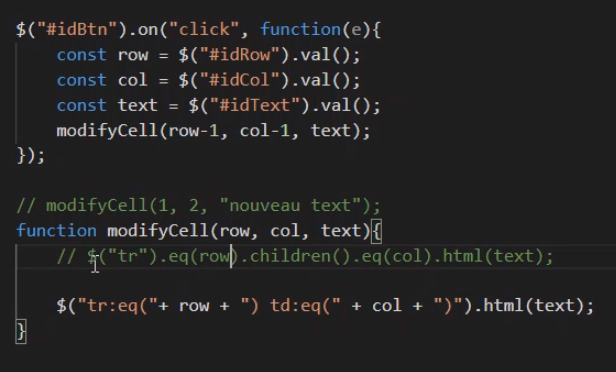 $("#idBtn").on("click", function(e){
const row = $("#idRow").val();
const col = $("#idCol").val();
const text = $("#idText").val();
modifyCell(row-1, col-1, text);
});
// modifyCell(1, 2, "nouveau text");
function modifyCell(row, col, text){
// $("tr").eq(row).children().eq(col).html(text);
$("tr:eq("+ row + ") td:eq(" + col + ")").html(text);
}